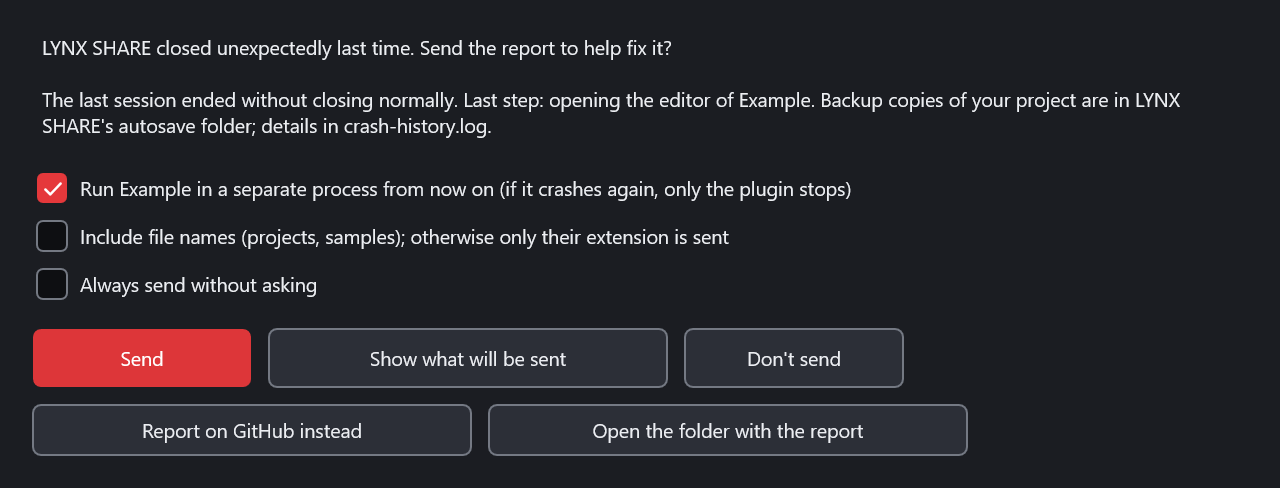 LYNX SHARE closed unexpectedly last time. Send the report to help fix it?
The last session ended without closing normally. Last step: opening the editor of Example. Backup copies of your project are in LYNX
SHARE's autosave folder; details in crash-history.log.
Run Example in a separate process from now on (if it crashes again, only the plugin stops)
Include file names (projects, samples); otherwise only their extension is sent
Always send without asking
Send
Show what will be sent
Don't send
Report on GitHub instead
Open the folder with the report